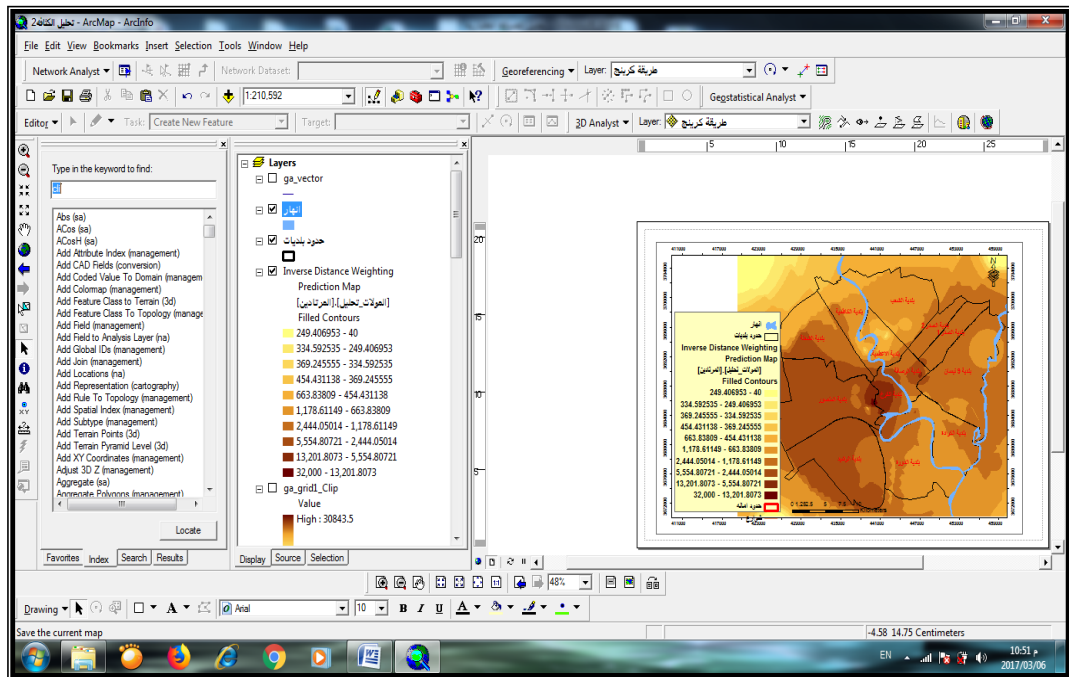 تحليل الكثافة2 - ArcMap - ArcInfo
File Edit View Bookmarks Insert Selection Tools Window Help
Network Analyst Network Dataset: Georeferencing Layer: طريقة كرينج
1:210,592 Geostatistical Analyst
Editor Task: Create New Feature Target: 3D Analyst Layer: طريقة كرينج
Type in the keyword to find:
Abs (sa)
ACos (sa)
ACosH (sa)
Add Attribute Index (management)
Add CAD Fields (conversion)
Add Coded Value To Domain (managem
Add Colormap (management)
Add Feature Class to Terrain (3d)
Add Feature Class To Topology (manage
Add Field (management)
Add Field to Analysis Layer (na)
Add Global IDs (management)
Add Join (management)
Add Locations (na)
Add Representation (cartography)
Add Rule To Topology (management)
Add Spatial Index (management)
Add Subtype (management)
Add Terrain Points (3d)
Add Terrain Pyramid Level (3d)
Add XY Coordinates (management)
Adjust 3D Z (management)
Aggregate (sa)
Aggregate Polygons (management)
Locate
Favorites Index Search Results
Layers
ga_vector
انهار
حدود بلديات
Inverse Distance Weighting
Prediction Map
[المولات_تحليل].[المرتادين]
Filled Contours
249.406953 - 40
334.592535 - 249.406953
369.245555 - 334.592535
454.431138 - 369.245555
663.83809 - 454.431138
1,178.61149 - 663.83809
2,444.05014 - 1,178.61149
5,554.80721 - 2,444.05014
13,201.8073 - 5,554.80721
32,000 - 13,201.8073
ga_grid1_Clip
Value
High : 30843.5
Display Source Selection
5 10 15 20 25
20
15
10
5
انهار
حدود بلديات
Inverse Distance Weighting
Prediction Map
[المولات_تحليل].[المرتادين]
Filled Contours
249.406953 - 40
334.592535 - 249.406953
369.245555 - 334.592535
454.431138 - 369.245555
663.83809 - 454.431138
1,178.61149 - 663.83809
2,444.05014 - 1,178.61149
5,554.80721 - 2,444.05014
13,201.8073 - 5,554.80721
32,000 - 13,201.8073
حدود امانه
48%
Drawing A Arial 10 B I U A
Save the current map
-4.58 14.75 Centimeters
EN
10:51 م
2017/03/06